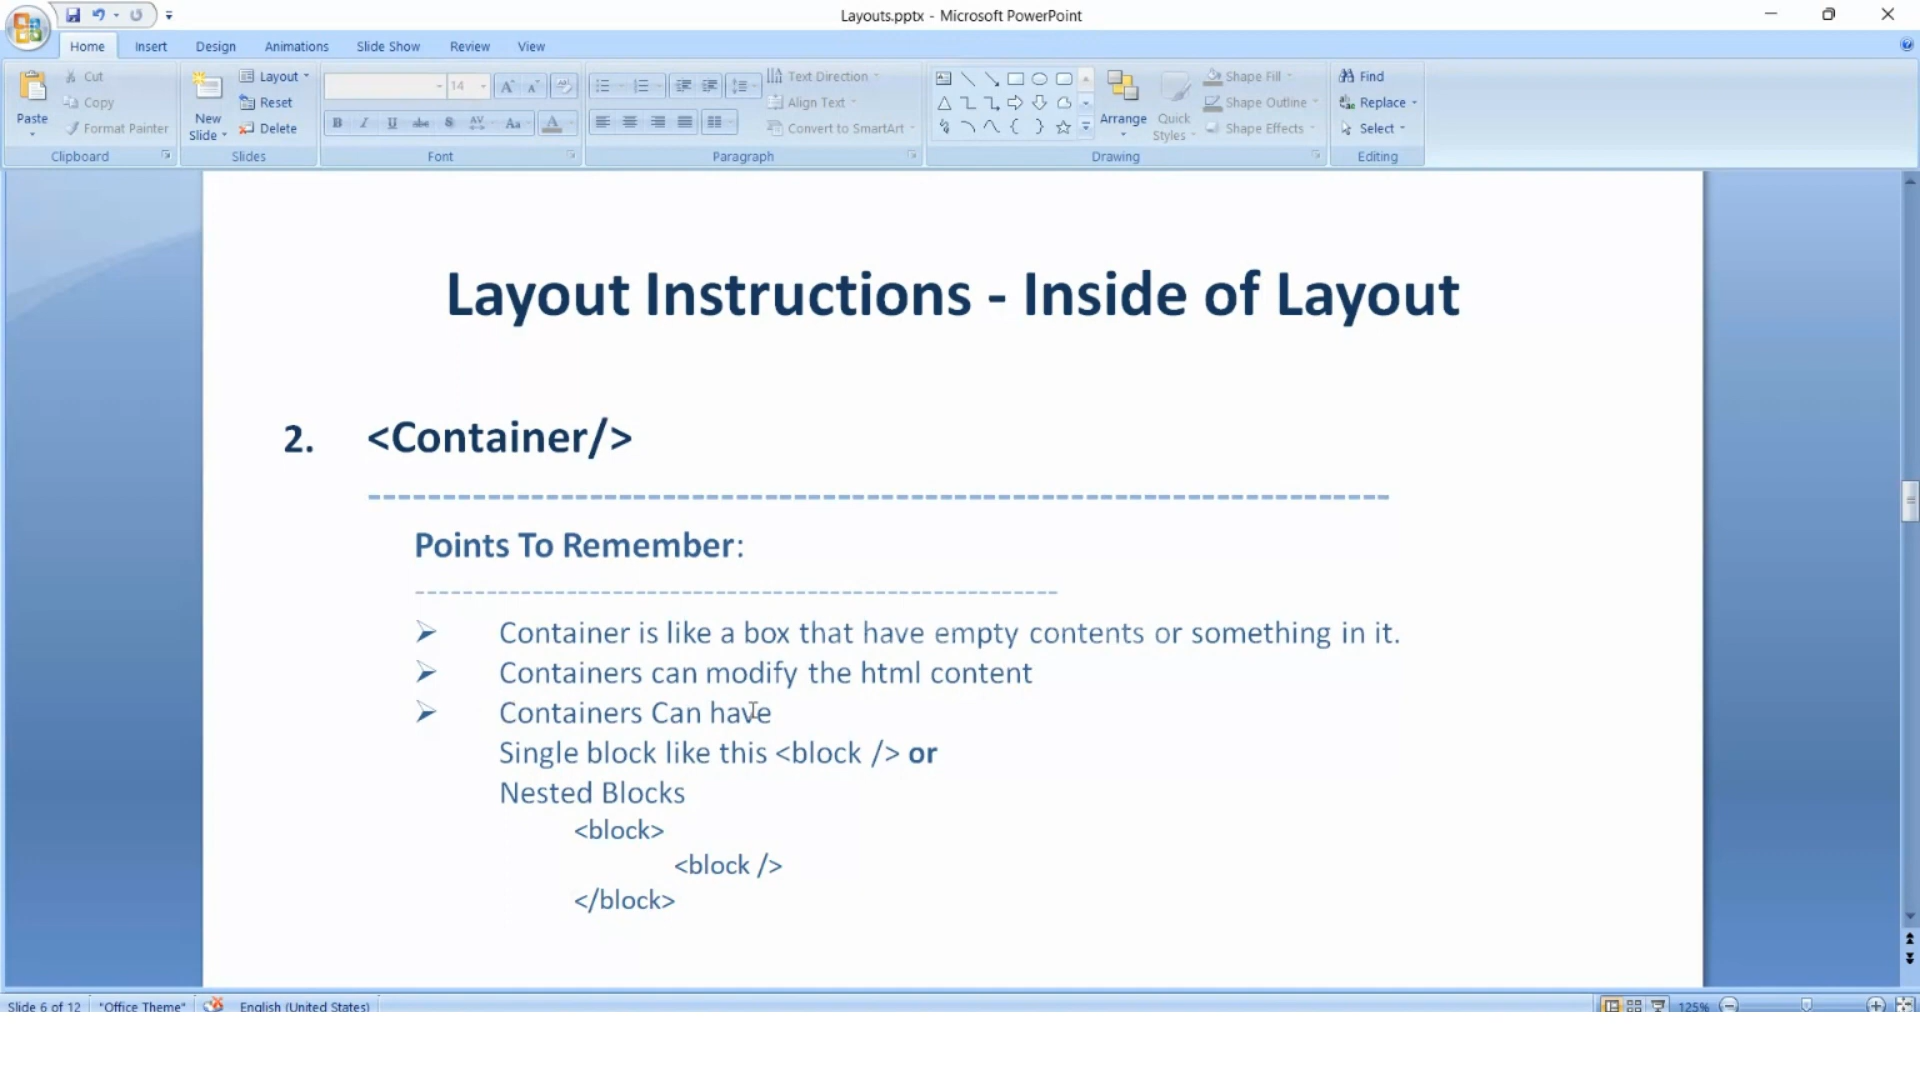 Layouts.pptx - Microsoft PowerPoint
Home Insert Design Animations Slide Show Review View
Paste
Cut
Copy
Format Painter
Clipboard
New Slide
Layout
Reset
Delete
Slides
14
Font
Text Direction
Align Text
Convert to SmartArt
Paragraph
Arrange
Quick Styles
Shape Fill
Shape Outline
Shape Effects
Drawing
Find
Replace
Select
Editing
Layout Instructions - Inside of Layout
2. <Container/>
Points To Remember:
Container is like a box that have empty contents or something in it.
Containers can modify the html content
Containers Can have
Single block like this <block /> or
Nested Blocks
<block>
<block />
</block>
Slide 6 of 12 "Office Theme" English (United States) 125%